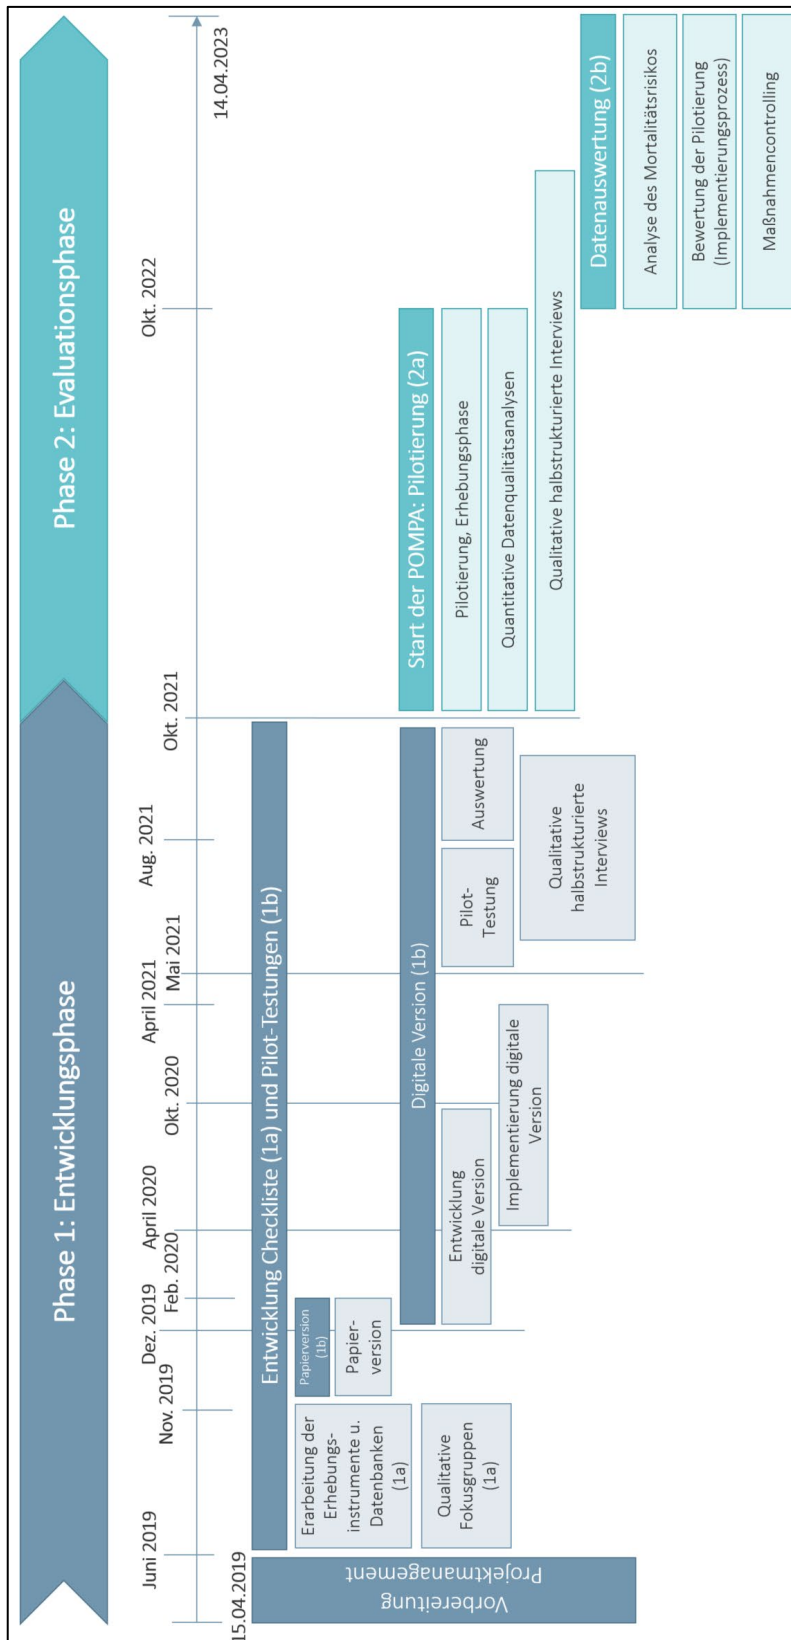 Phase 1: Entwicklungsphase
Phase 2: Evaluationsphase
15.04.2019
Juni 2019
Nov. 2019
Dez. 2019
Feb. 2020
April 2020
Okt. 2020
April 2021
Mai 2021
Aug. 2021
Okt. 2021
Okt. 2022
14.04.2023
Vorbereitung
Projektmanagement
Entwicklung Checkliste (1a) und Pilot-Testungen (1b)
Erarbeitung der
Erhebungs-
instrumente u.
Datenbanken
(1a)
Qualitative
Fokusgruppen
(1a)
Papierversion
(1b)
Papier-
version
Digitale Version (1b)
Entwicklung
digitale Version
Implementierung digitale
Version
Pilot-
Testung
Auswertung
Qualitative
halbstrukturierte
Interviews
Start der POMPA: Pilotierung (2a)
Pilotierung, Erhebungsphase
Quantitative Datenqualitätsanalysen
Qualitative halbstrukturierte Interviews
Datenauswertung (2b)
Analyse des Mortalitätsrisikos
Bewertung der Pilotierung
(Implementierungsprozess)
Maßnahmencontrolling